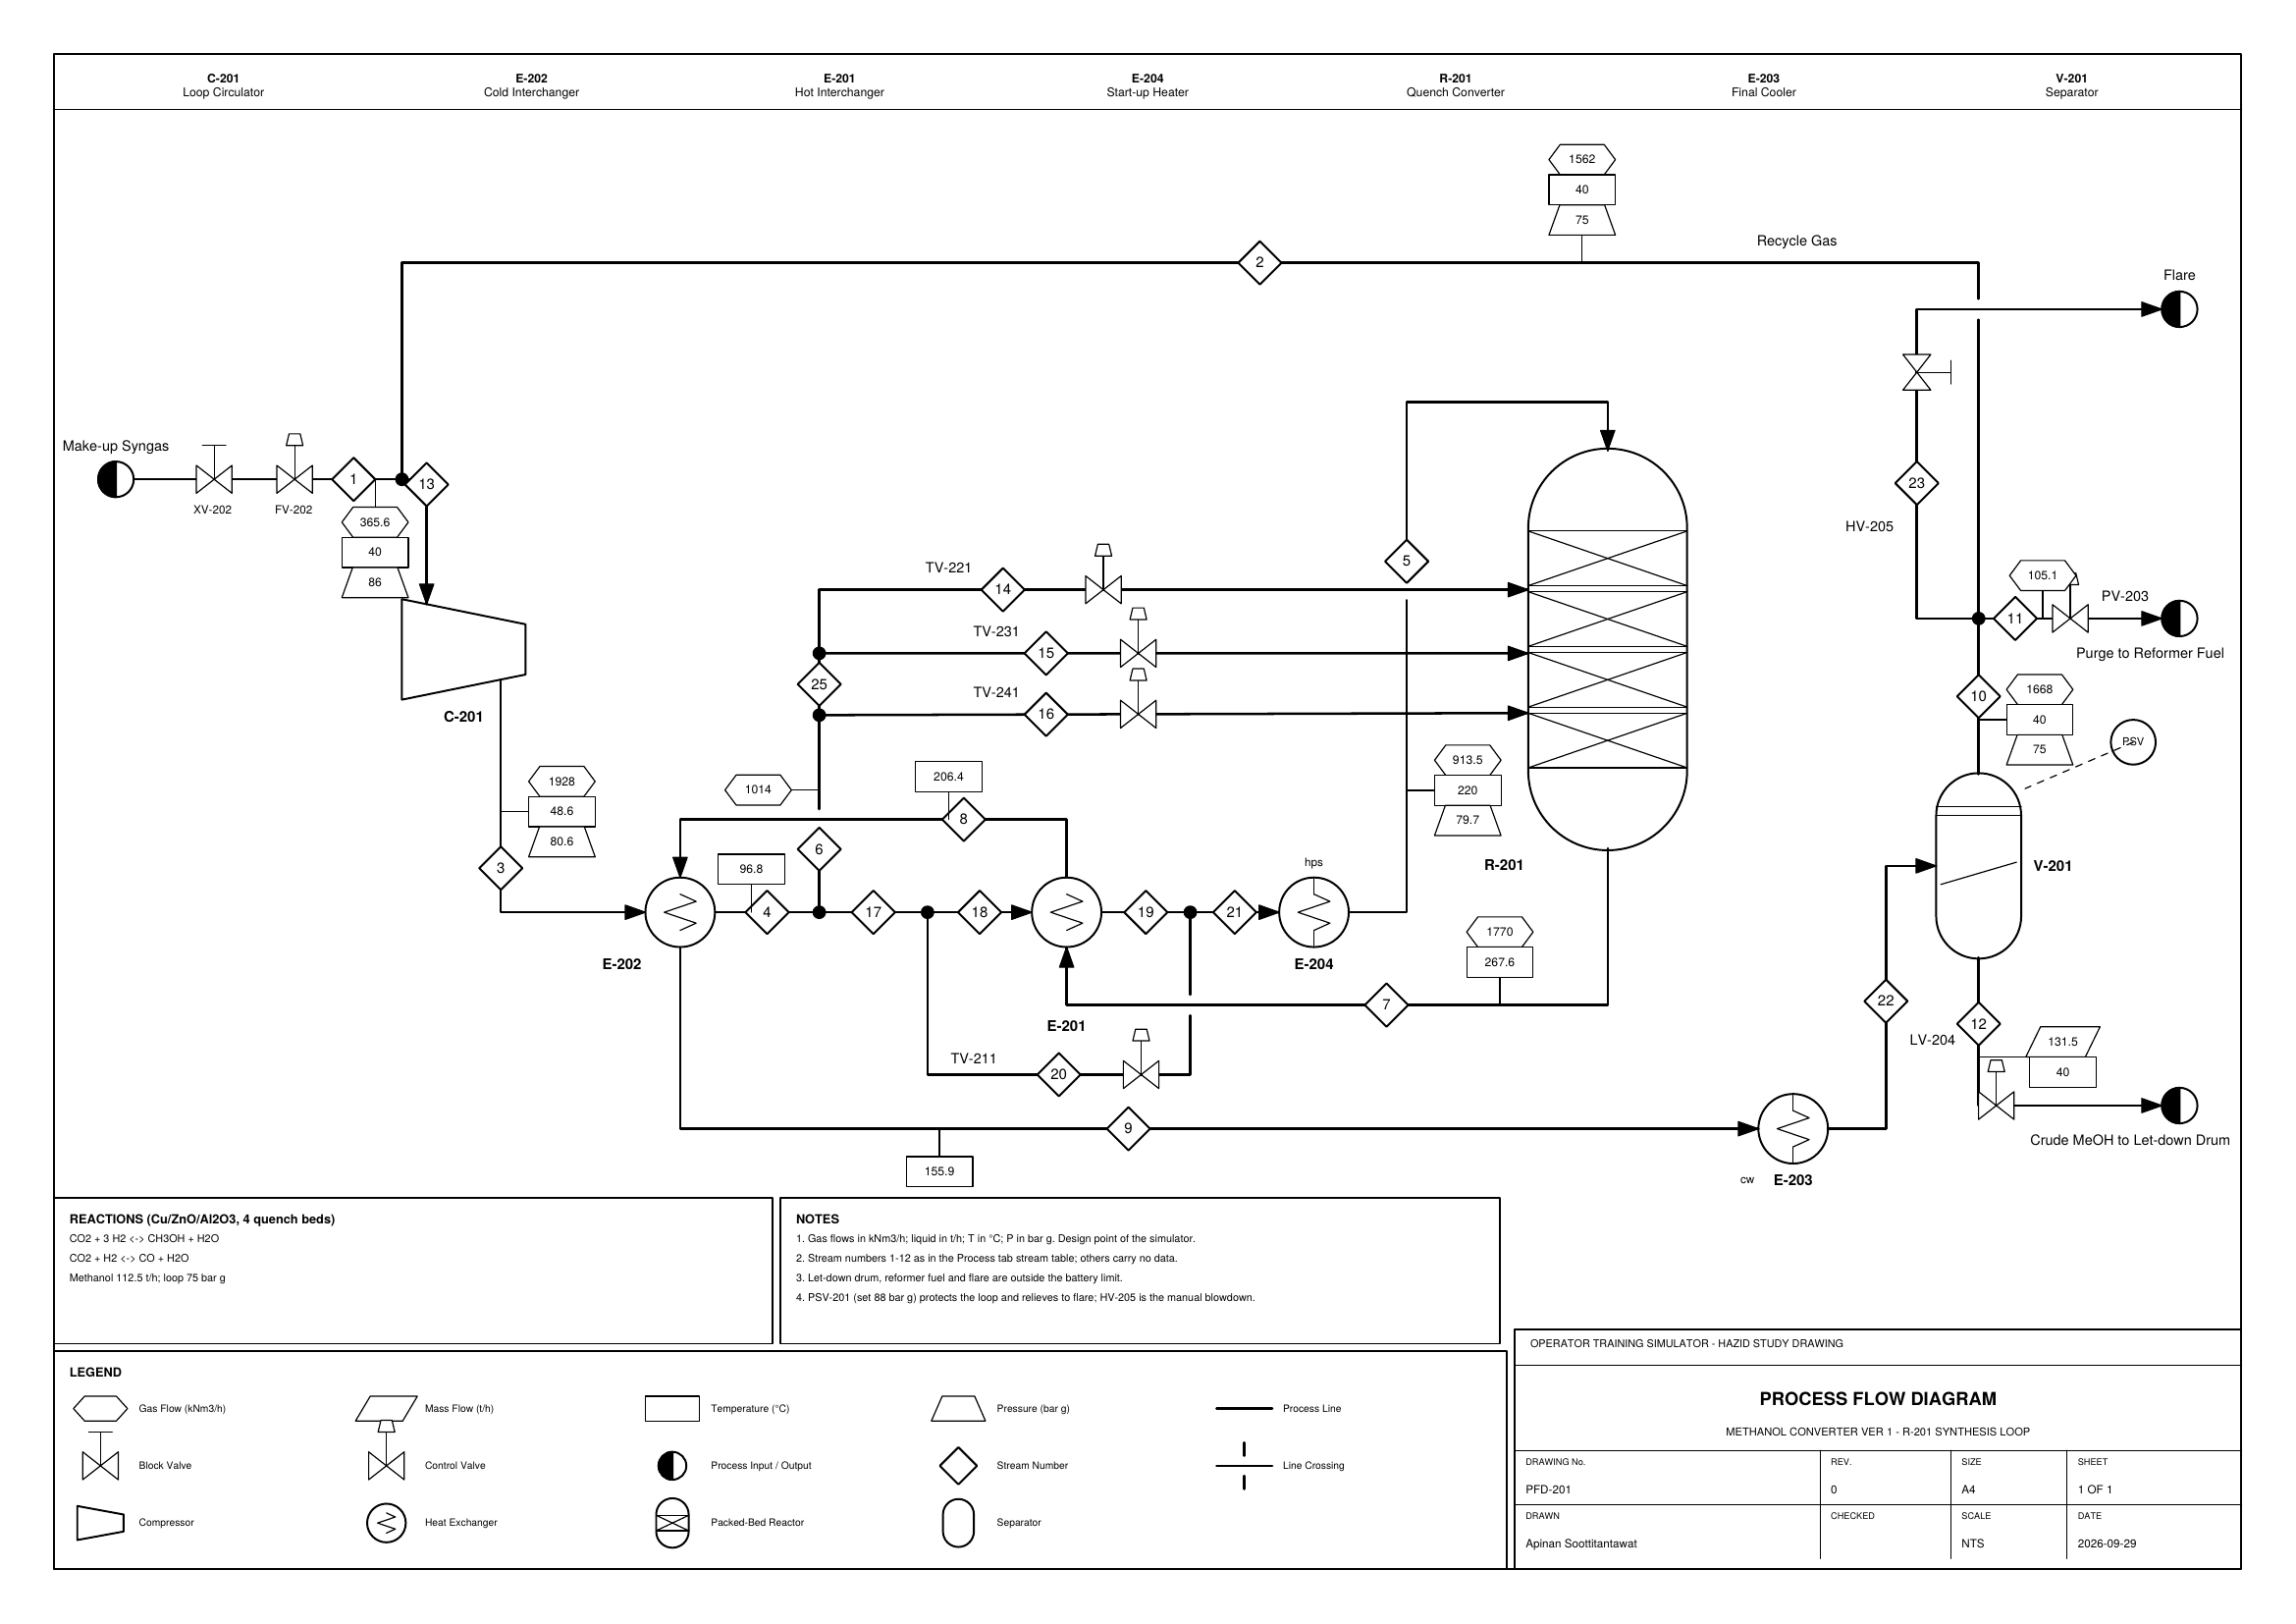 C-201
Loop Circulator
E-202
Cold Interchanger
E-201
Hot Interchanger
E-204
Start-up Heater
R-201
Quench Converter
E-203
Final Cooler
V-201
Separator
1562
40
75
Recycle Gas
2
Flare
Make-up Syngas
1
13
XV-202
FV-202
365.6
40
86
23
HV-205
5
TV-221
14
105.1
PV-203
11
TV-231
15
Purge to Reformer Fuel
25
TV-241
16
10
1668
40
75
PSV
C-201
1928
48.6
80.6
1014
206.4
913.5
220
79.7
8
6
3
96.8
hps
R-201
V-201
4
17
18
19
21
E-202
E-204
1770
267.6
7
22
E-201
12
LV-204
131.5
40
TV-211
20
9
Crude MeOH to Let-down Drum
155.9
cw
E-203
REACTIONS (Cu/ZnO/Al2O3, 4 quench beds)
CO2 + 3 H2 <-> CH3OH + H2O
CO2 + H2 <-> CO + H2O
Methanol 112.5 t/h; loop 75 bar g
NOTES
1. Gas flows in kNm3/h; liquid in t/h; T in °C; P in bar g. Design point of the simulator.
2. Stream numbers 1-12 as in the Process tab stream table; others carry no data.
3. Let-down drum, reformer fuel and flare are outside the battery limit.
4. PSV-201 (set 88 bar g) protects the loop and relieves to flare; HV-205 is the manual blowdown.
LEGEND
Gas Flow (kNm3/h)
Mass Flow (t/h)
Temperature (°C)
Pressure (bar g)
Process Line
Block Valve
Control Valve
Process Input / Output
Stream Number
Line Crossing
Compressor
Heat Exchanger
Packed-Bed Reactor
Separator
OPERATOR TRAINING SIMULATOR - HAZID STUDY DRAWING
PROCESS FLOW DIAGRAM
METHANOL CONVERTER VER 1 - R-201 SYNTHESIS LOOP
DRAWING No.
REV.
SIZE
SHEET
PFD-201
0
A4
1 OF 1
DRAWN
CHECKED
SCALE
DATE
Apinan Soottitantawat
NTS
2026-09-29